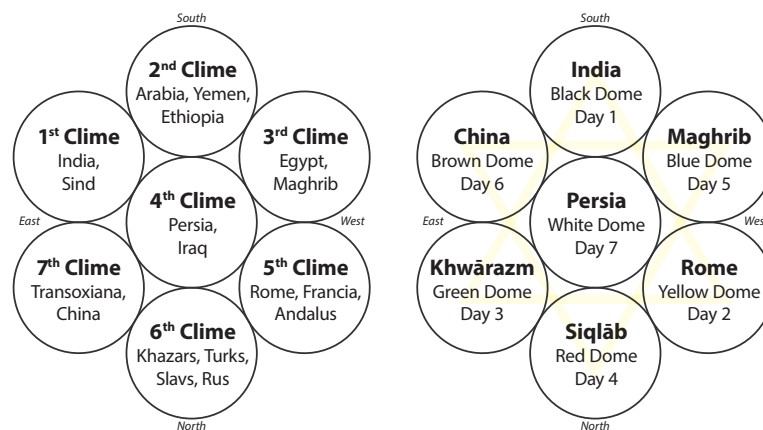 South
2nd Clime
Arabia, Yemen,
Ethiopia
1st Clime
India,
Sind
3rd Clime
Egypt,
Maghrib
4th Clime
Persia,
Iraq
East
West
7th Clime
Transoxiana,
China
5th Clime
Rome, Francia,
Andalus
6th Clime
Khazars, Turks,
Slavs, Rus
North
South
India
Black Dome
Day 1
China
Brown Dome
Day 6
Maghrib
Blue Dome
Day 5
Persia
White Dome
Day 7
East
West
Khwārazm
Green Dome
Day 3
Rome
Yellow Dome
Day 2
Siqlāb
Red Dome
Day 4
North